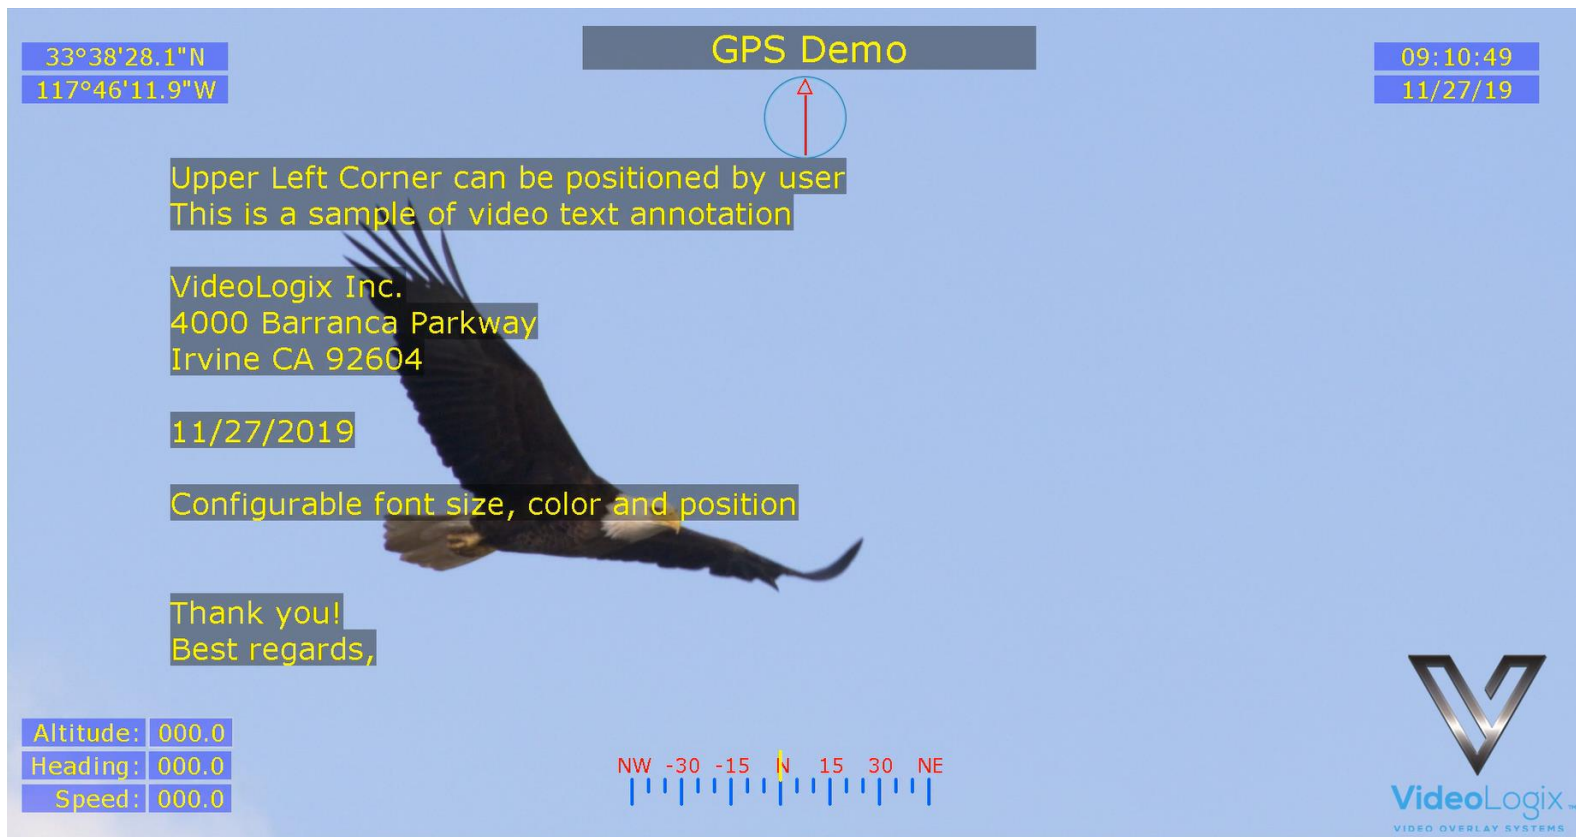 33°38'28.1"N
117°46'11.9"W
GPS Demo
09:10:49
11/27/19
Upper Left Corner can be positioned by user
This is a sample of video text annotation
VideoLogix Inc.
4000 Barranca Parkway
Irvine CA 92604
11/27/2019
Configurable font size, color and position
Thank you!
Best regards,
Altitude: 000.0
Heading: 000.0
Speed: 000.0
NW -30 -15 N 15 30 NE
VideoLogix
VIDEO OVERLAY SYSTEMS